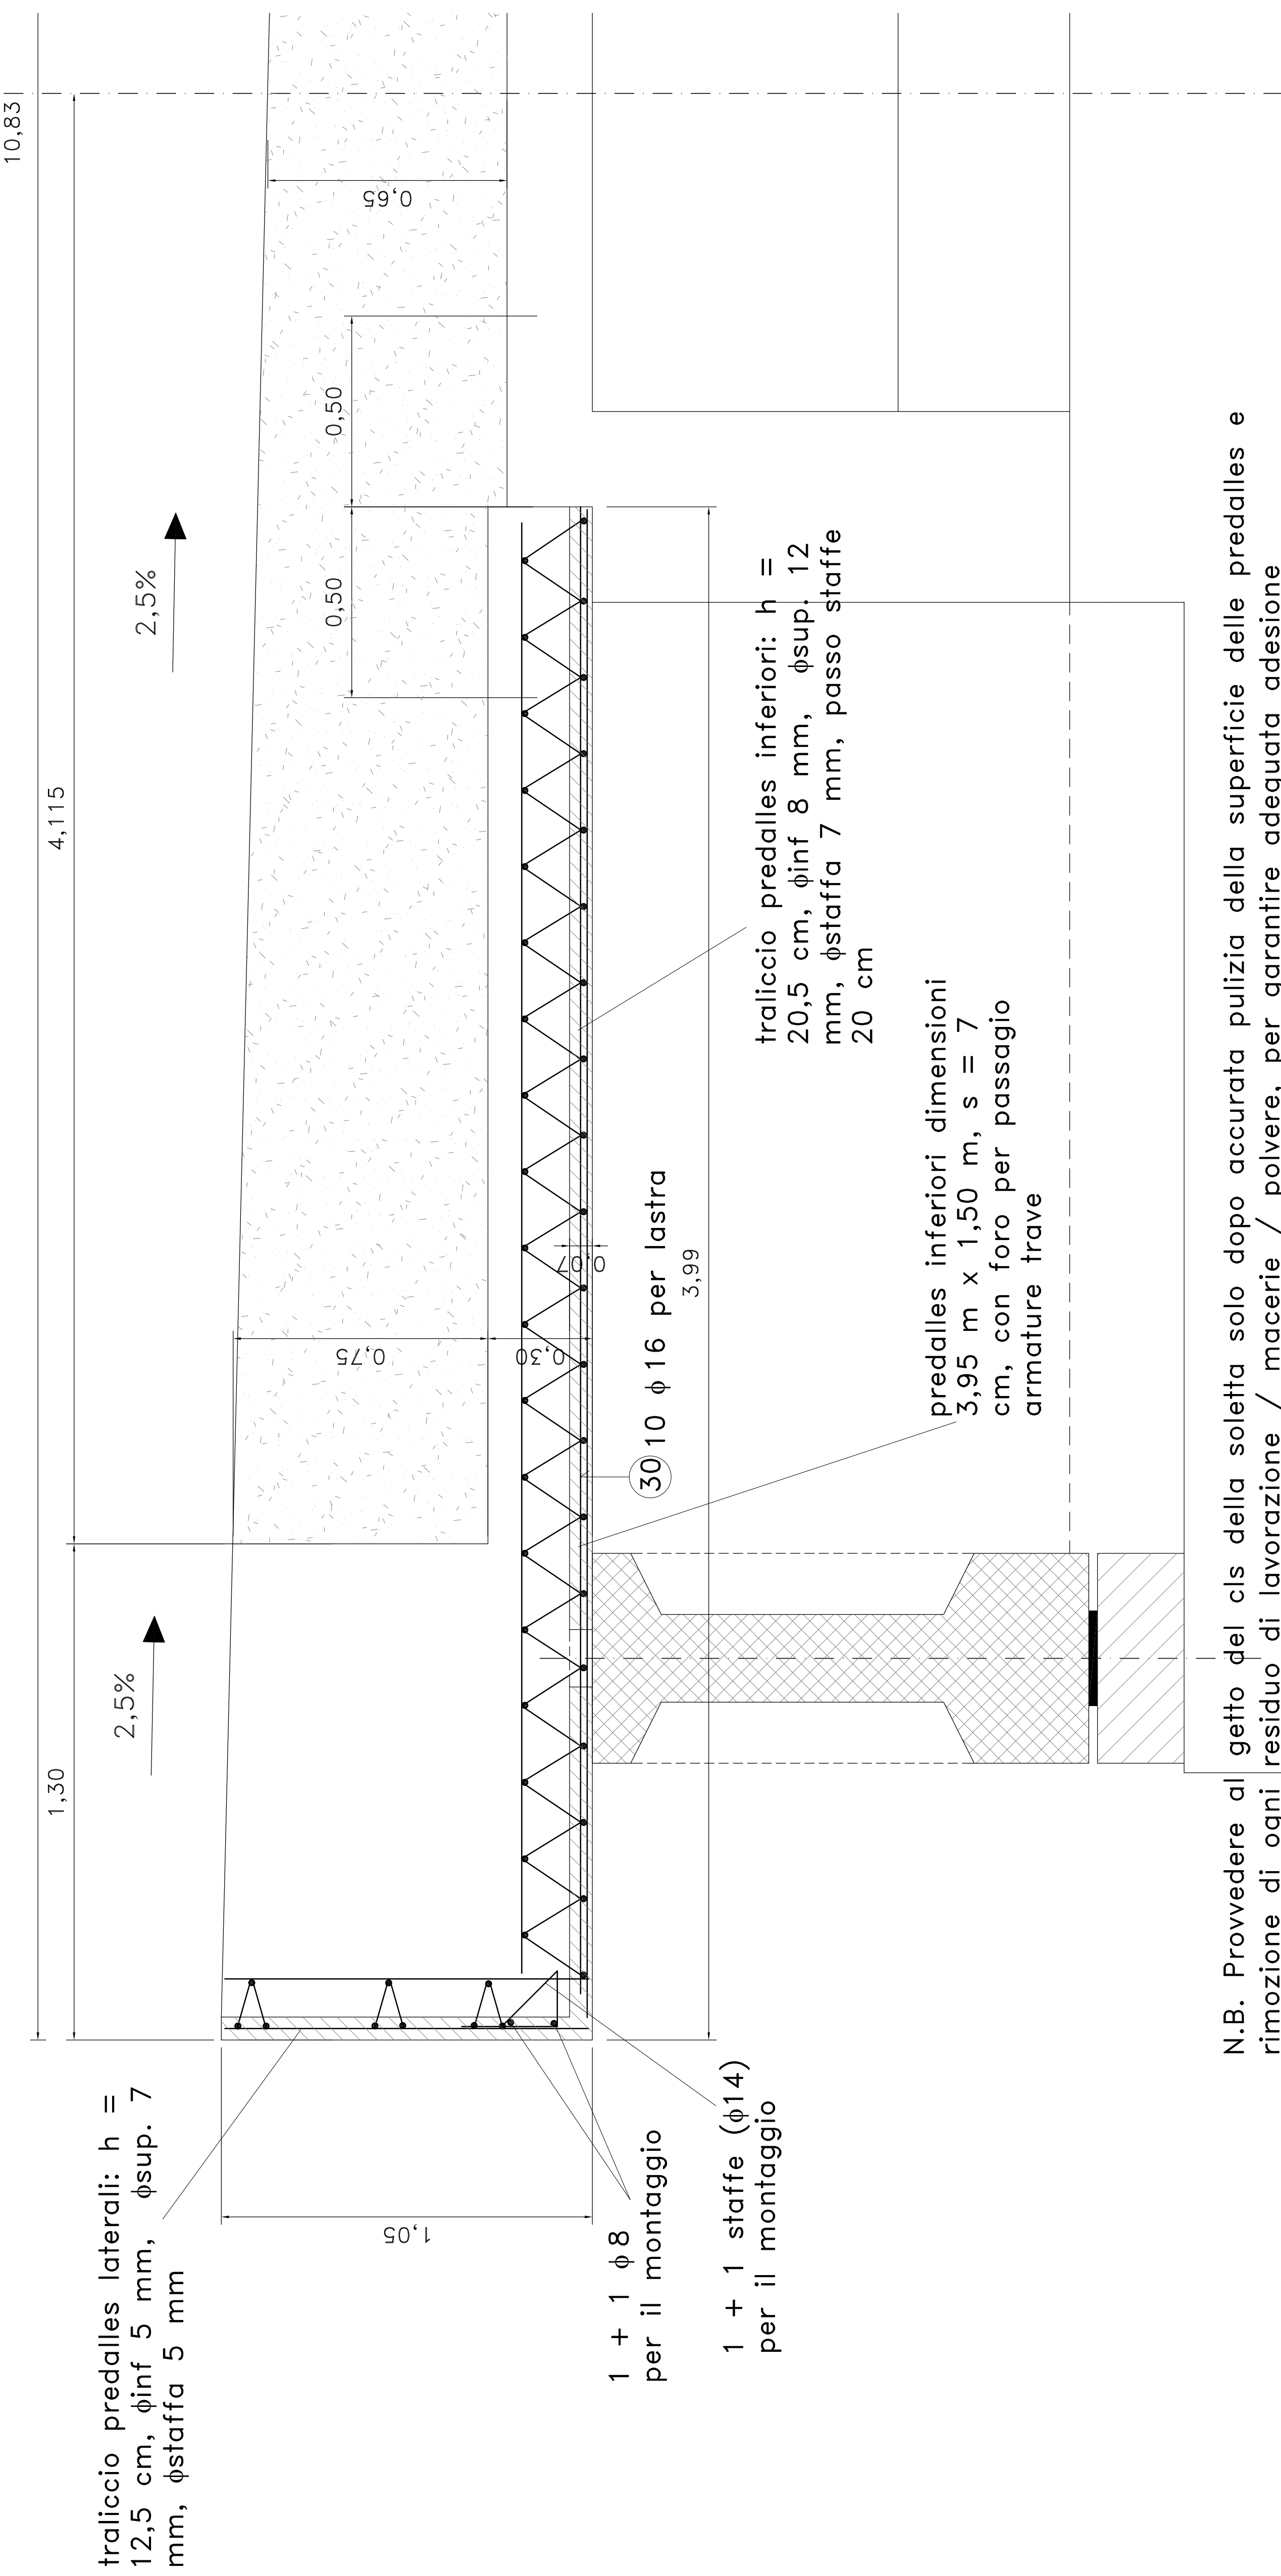 10,83
4,115
1,30
2,5%
2,5%
0,65
0,50
0,50
0,75
0,30
0,07
3,99
1,05
traliccio predalles laterali: h =
12,5 cm, ϕinf 5 mm, ϕsup. 7
mm, ϕstaffa 5 mm
1 + 1 ϕ8
per il montaggio
1 + 1 staffe (ϕ14)
per il montaggio
30 10 ϕ16 per lastra
traliccio predalles inferiori: h =
20,5 cm, ϕinf 8 mm, ϕsup. 12
mm, ϕstaffa 7 mm, passo staffe
20 cm
predalles inferiori dimensioni
3,95 m x 1,50 m, s = 7
cm, con foro per passagio
armature trave
N.B. Provvedere al getto del cls della soletta solo dopo accurata pulizia della superficie delle predalles e
rimozione di ogni residuo di lavorazione / macerie / polvere, per garantire adeguata adesione